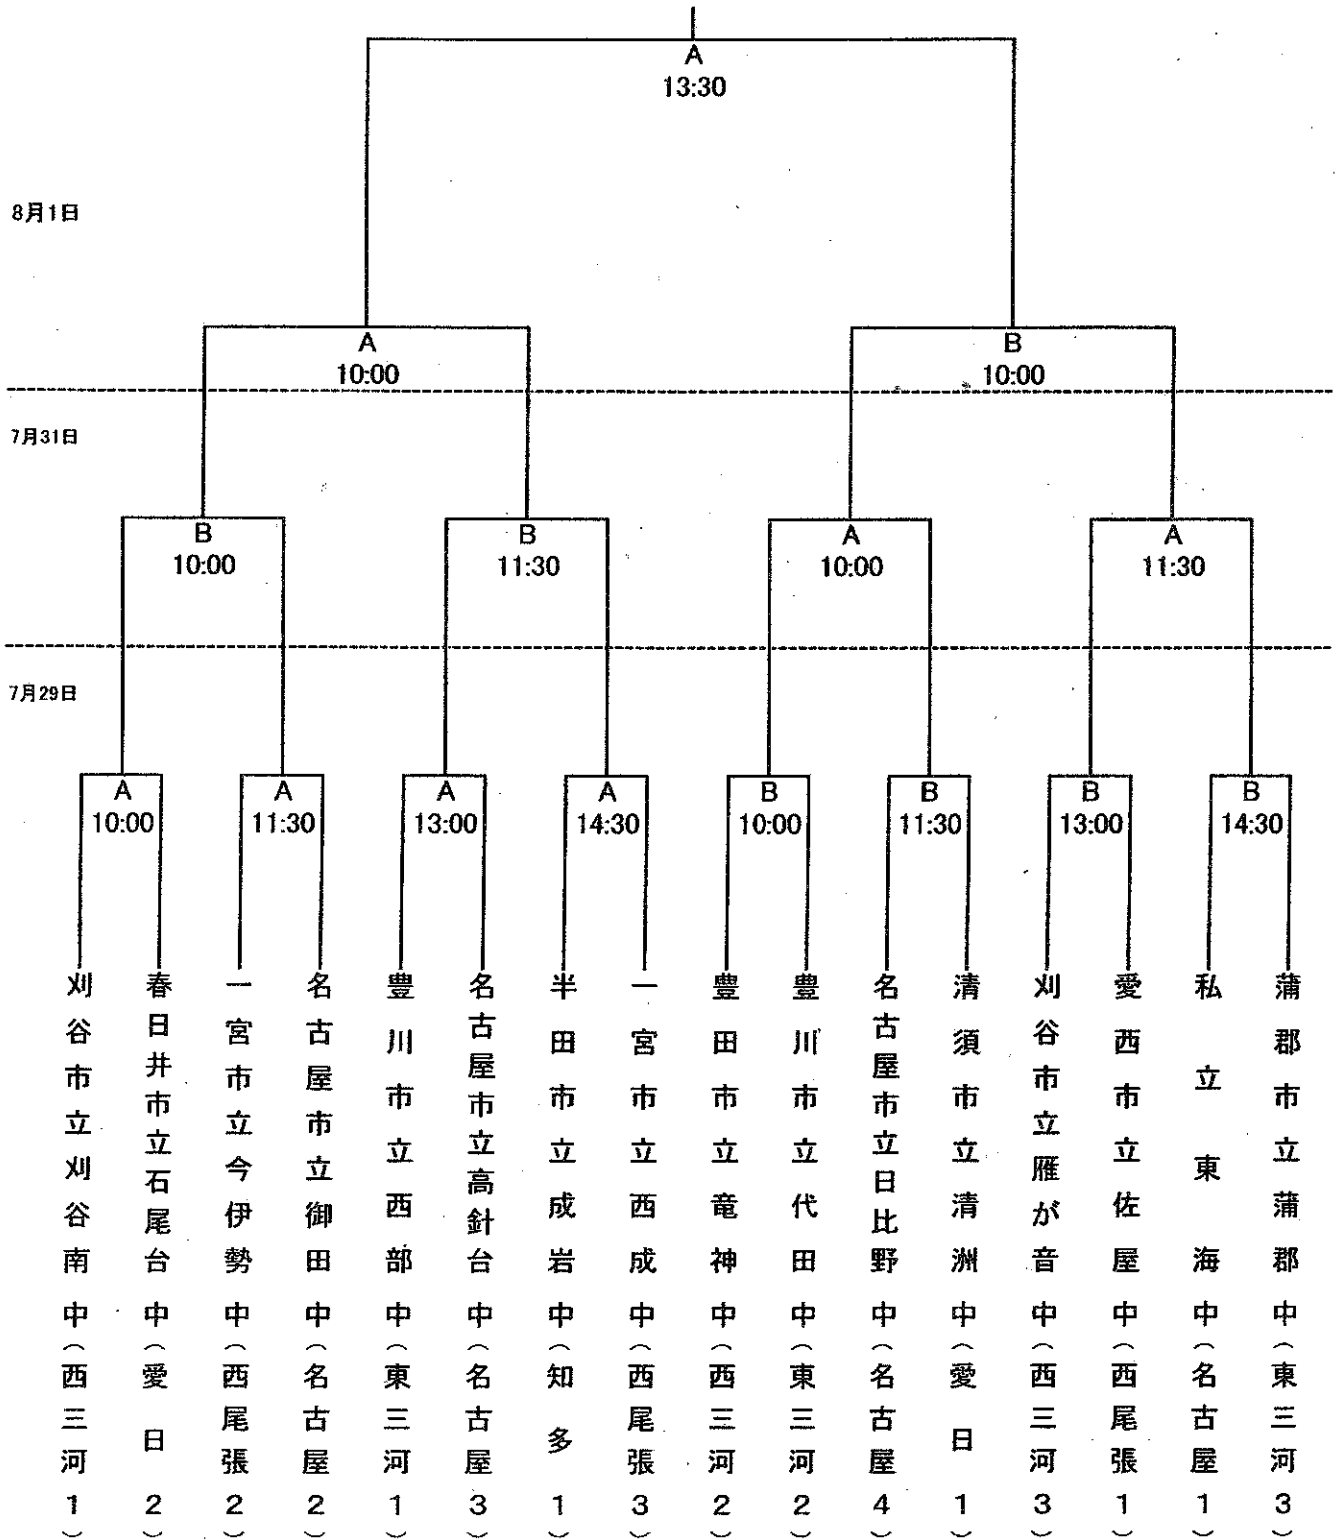 A
13:30
8月1日
A
10:00
B
10:00
7月31日
B
10:00
B
11:30
A
10:00
A
11:30
7月29日
A
10:00
A
11:30
A
13:00
A
14:30
B
10:00
B
11:30
B
13:00
B
14:30
刈谷市立刈谷南中(西三河1)
春日井市立石尾台中(愛日2)
一宮市立今伊勢中(西尾張2)
名古屋市立御田中(名古屋2)
豊川市立西部中(東三河1)
名古屋市立高針台中(名古屋3)
半田市立成岩中(知多1)
一宮市立西成中(西尾張3)
豊田市立竜神中(西三河2)
豊川市立代田中(東三河2)
名古屋市立日比野中(名古屋4)
清須市立清洲中(愛日1)
刈谷市立雁が音中(西三河3)
愛西市立佐屋中(西尾張1)
私立東海中(名古屋1)
蒲郡市立蒲郡中(東三河3)